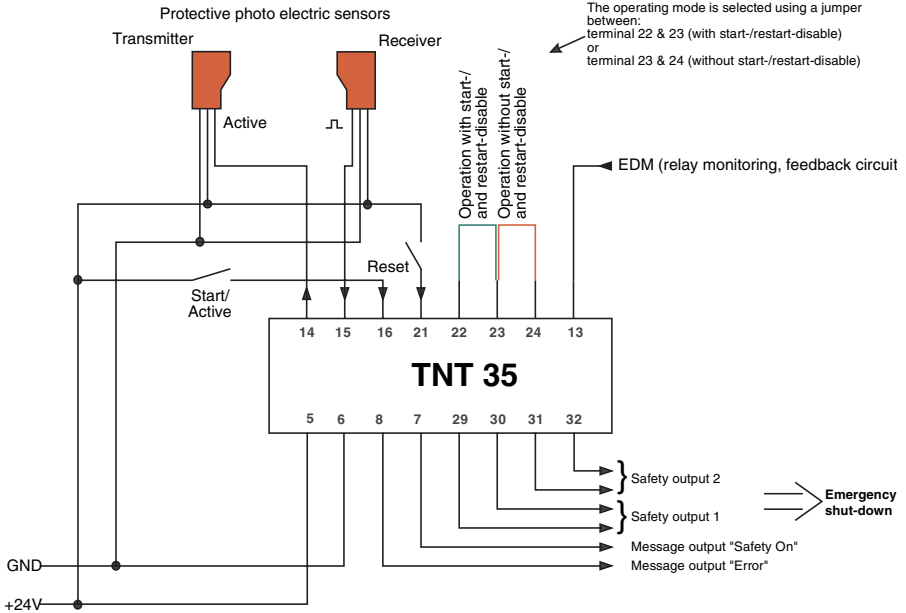 Protective photo electric sensors
Transmitter
Receiver
Active
The operating mode is selected using a jumper
between:
terminal 22 & 23 (with start-/restart-disable)
or
terminal 23 & 24 (without start-/restart-disable)
Operation with start-/
and restart-disable
Operation without start-/
and restart-disable
EDM (relay monitoring, feedback circuit
Reset
Start/
Active
14 15 16 21 22 23 24 13
TNT 35
5 6 8 7 29 30 31 32
Safety output 2
Safety output 1
Emergency
shut-down
Message output "Safety On"
Message output "Error"
GND
+24V